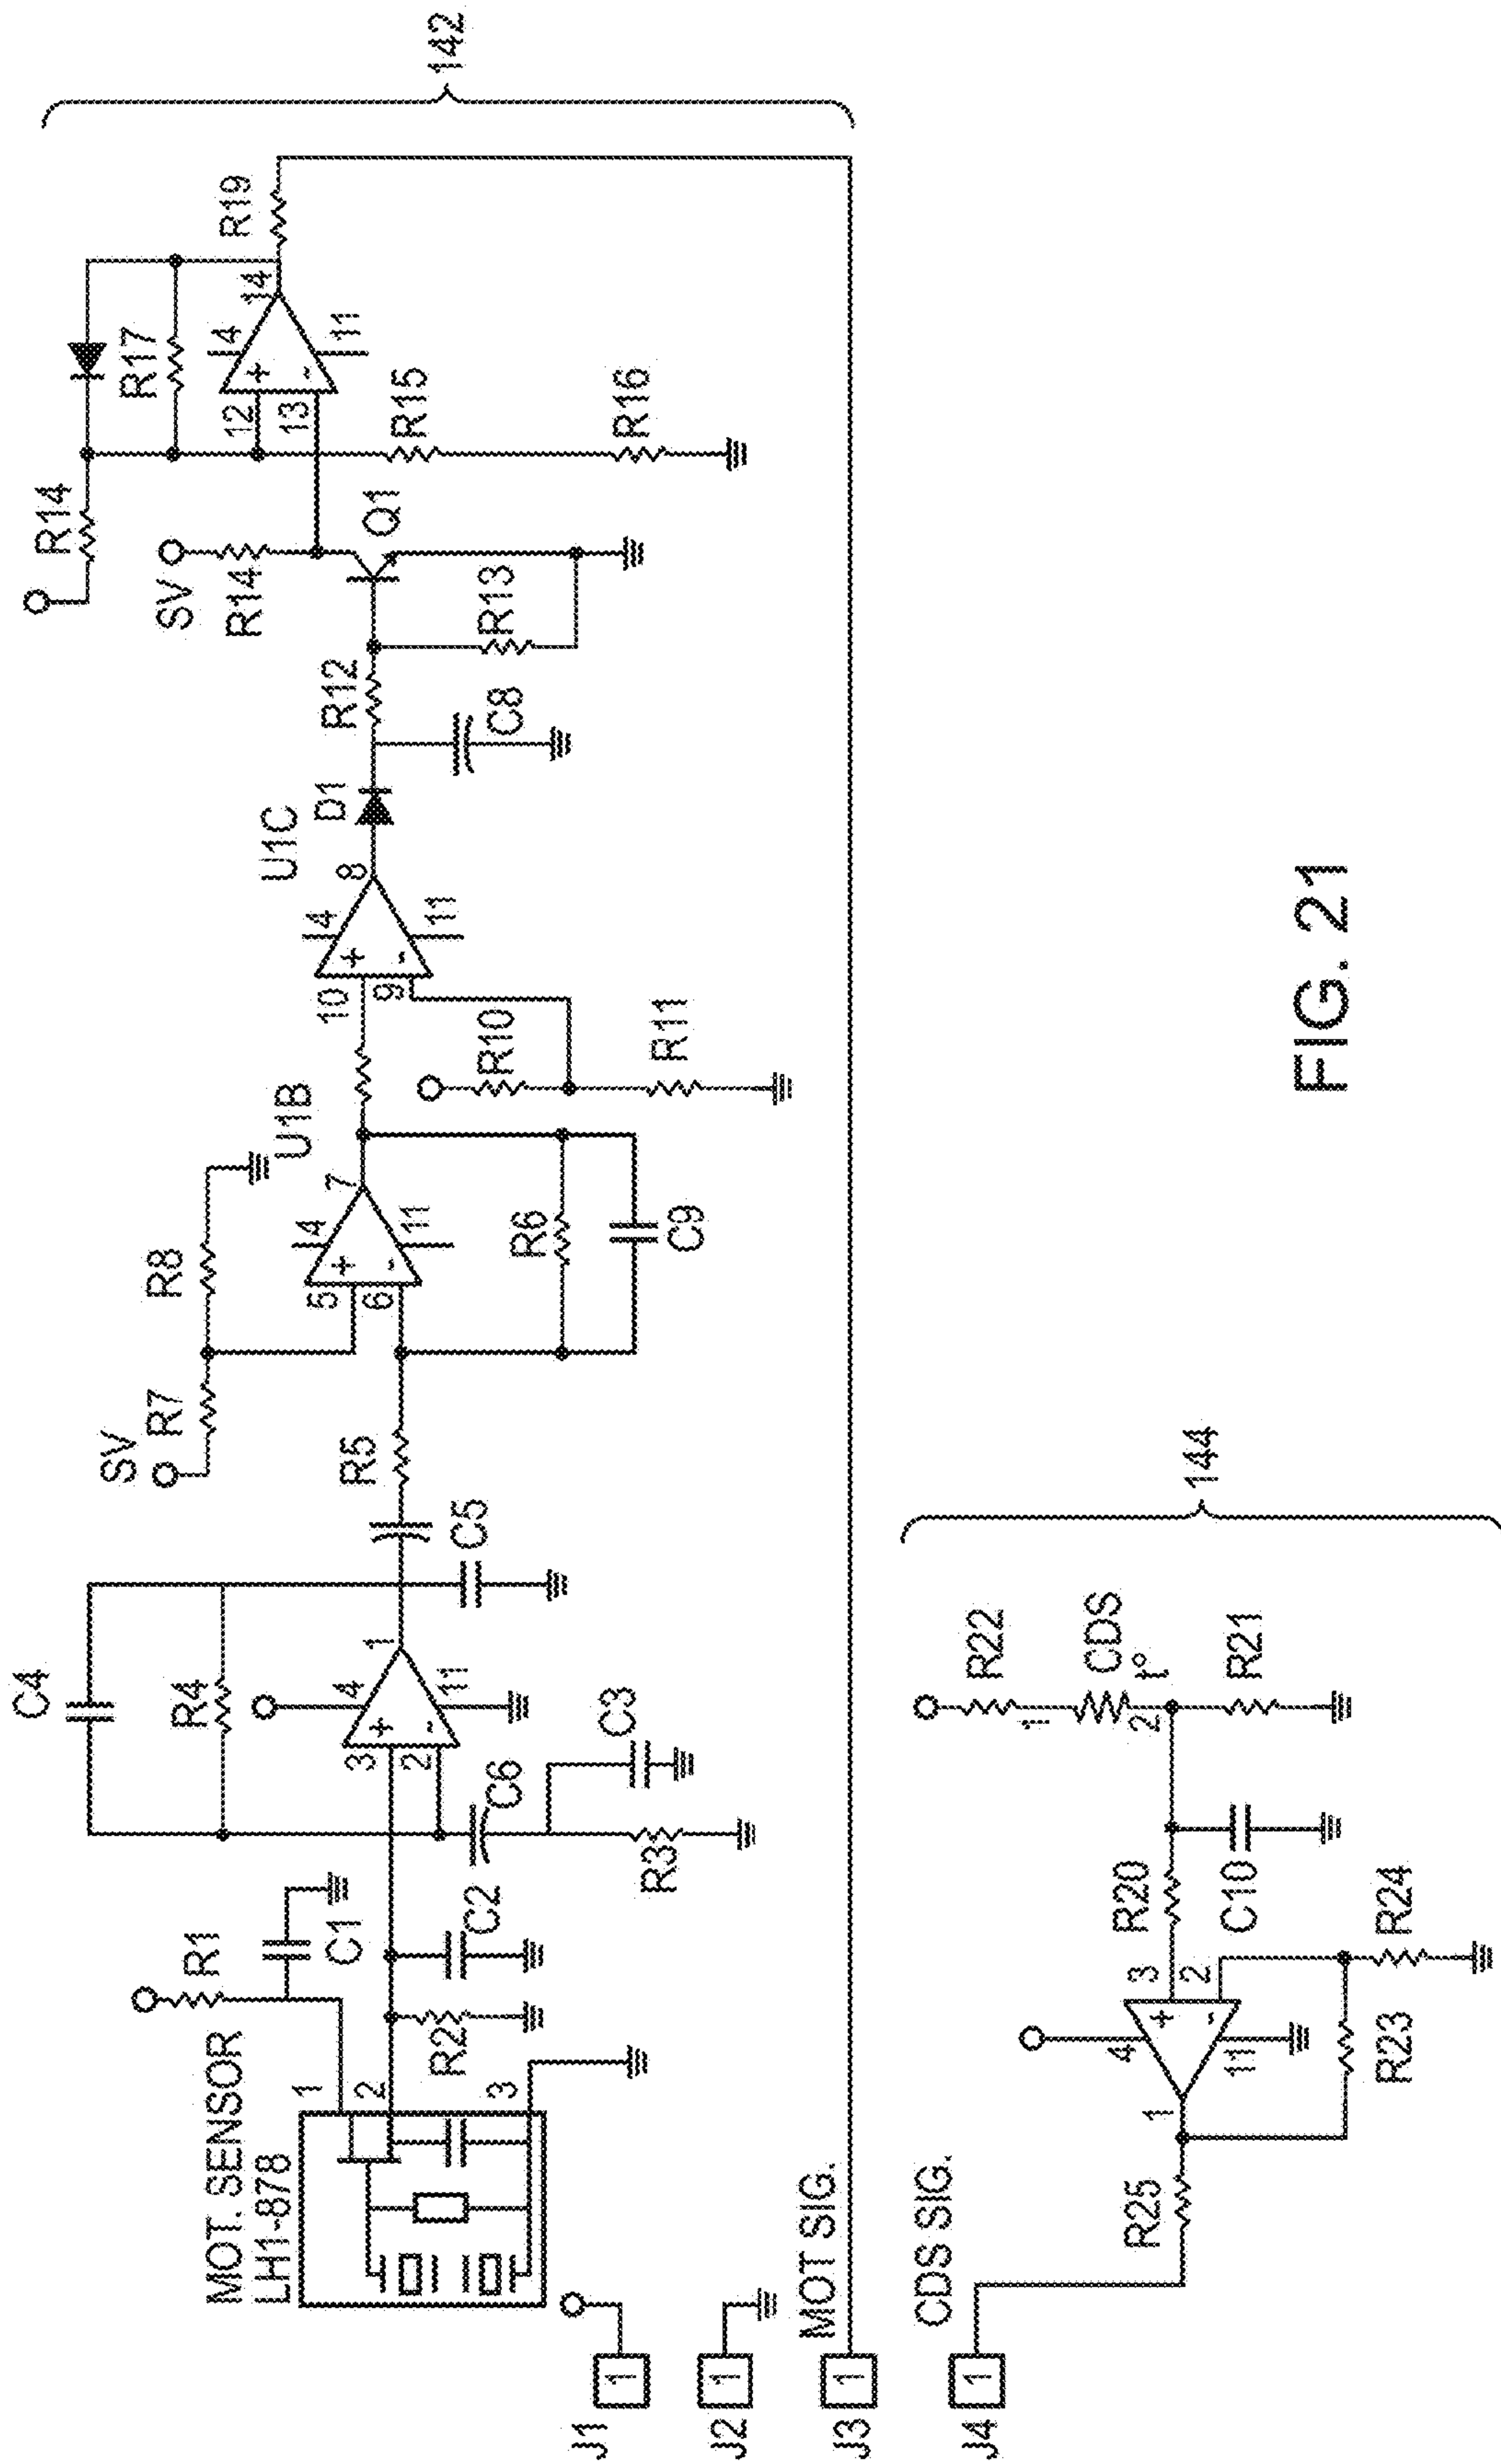 142
R14
R17
R19
4
14
12
+
13
-
11
SV
R14
Q1
R15
R16
R12
R13
C8
U1C
D1
8
4
10
+
9
-
11
R10
R11
U1B
SV
R7
R8
7
4
5
+
6
-
11
R6
C9
R5
C5
C4
R4
1
4
3
+
2
-
11
C6
C3
R3
R1
C1
C2
R2
MOT. SENSOR
LH1-878
1
2
3
J1
1
J2
1
J3
1
MOT SIG.
J4
1
CDS SIG.
144
R22
1
CDS
1°
2
R21
R20
C10
3
+
2
-
4
11
1
R24
R23
R25
FIG. 21